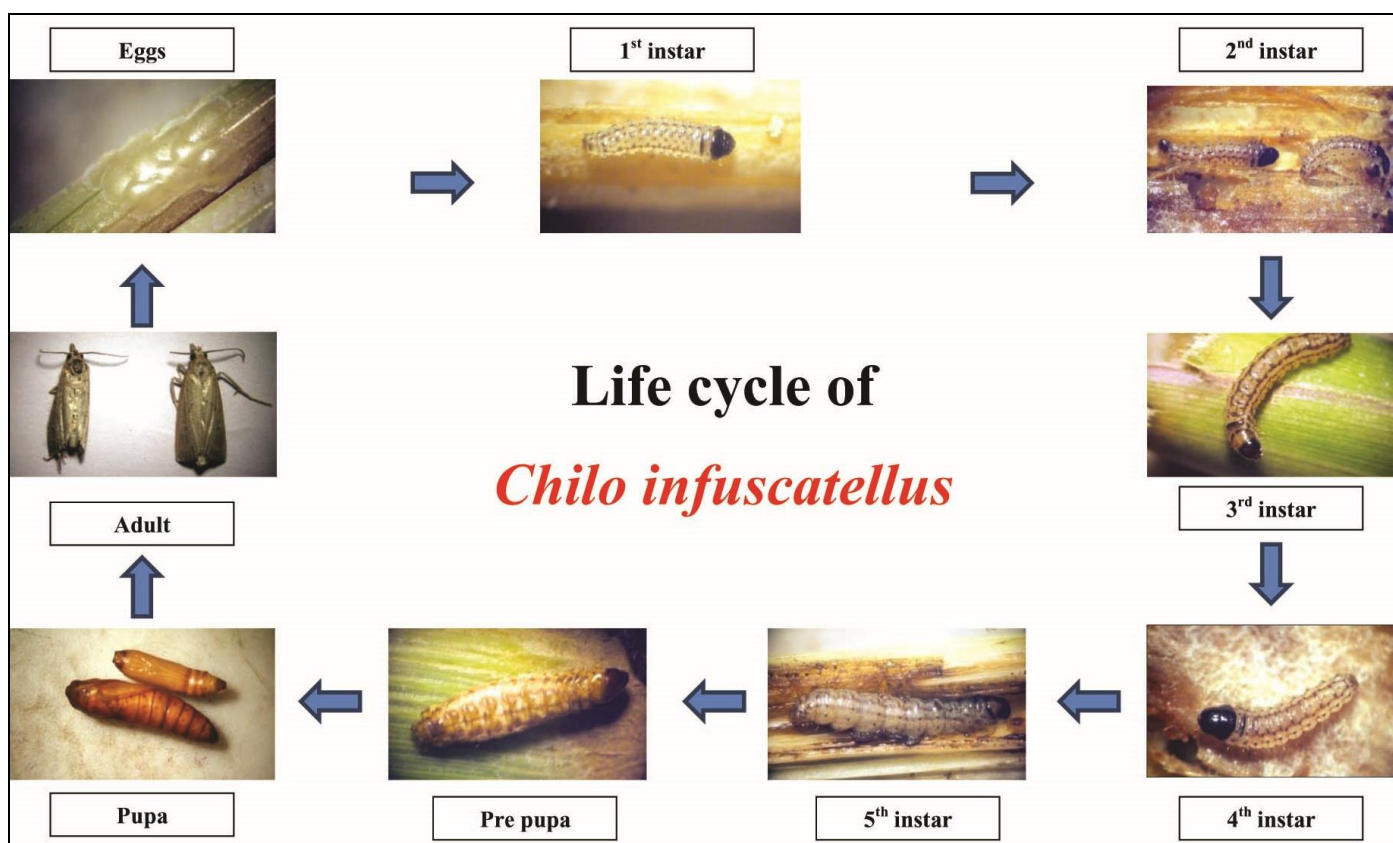 Eggs
1st instar
2nd instar
Life cycle of
Chilo infuscatellus
3rd instar
Adult
Pupa
Pre pupa
5th instar
4th instar